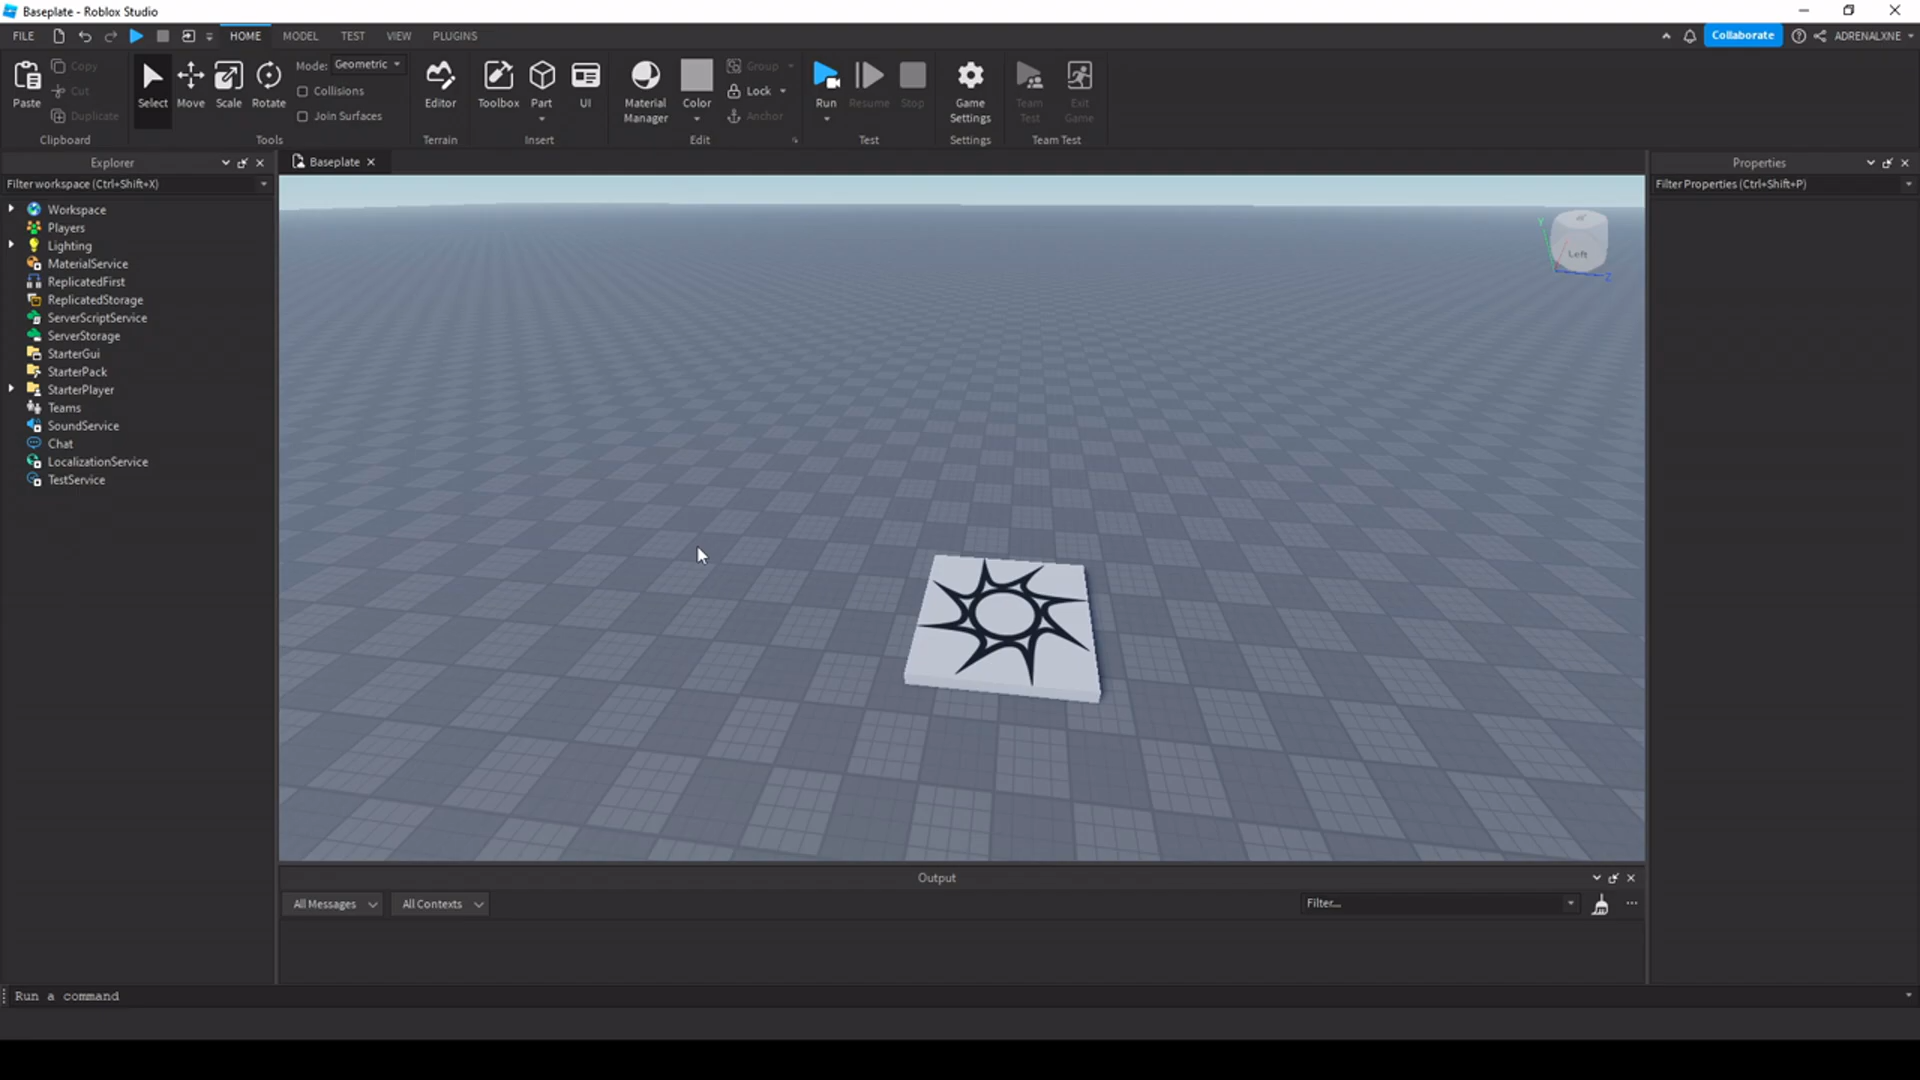 Baseplate - Roblox Studio
FILE HOME MODEL TEST VIEW PLUGINS Collaborate ADRENALXNE
Paste Copy Cut Duplicate
Clipboard
Select Move Scale Rotate Mode: Geometric
Collisions
Join Surfaces
Tools
Editor
Terrain
Toolbox Part UI
Insert
Material Manager Color Group Lock Anchor
Edit
Run Resume Stop
Test
Game Settings
Settings
Team Test Exit Game
Team Test
Explorer
Filter workspace (Ctrl+Shift+X)
Workspace
Players
Lighting
MaterialService
ReplicatedFirst
ReplicatedStorage
ServerScriptService
ServerStorage
StarterGui
StarterPack
StarterPlayer
Teams
SoundService
Chat
LocalizationService
TestService
Baseplate
Y
Left
Z
Properties
Filter Properties (Ctrl+Shift+P)
Output
All Messages All Contexts Filter...
Run a command